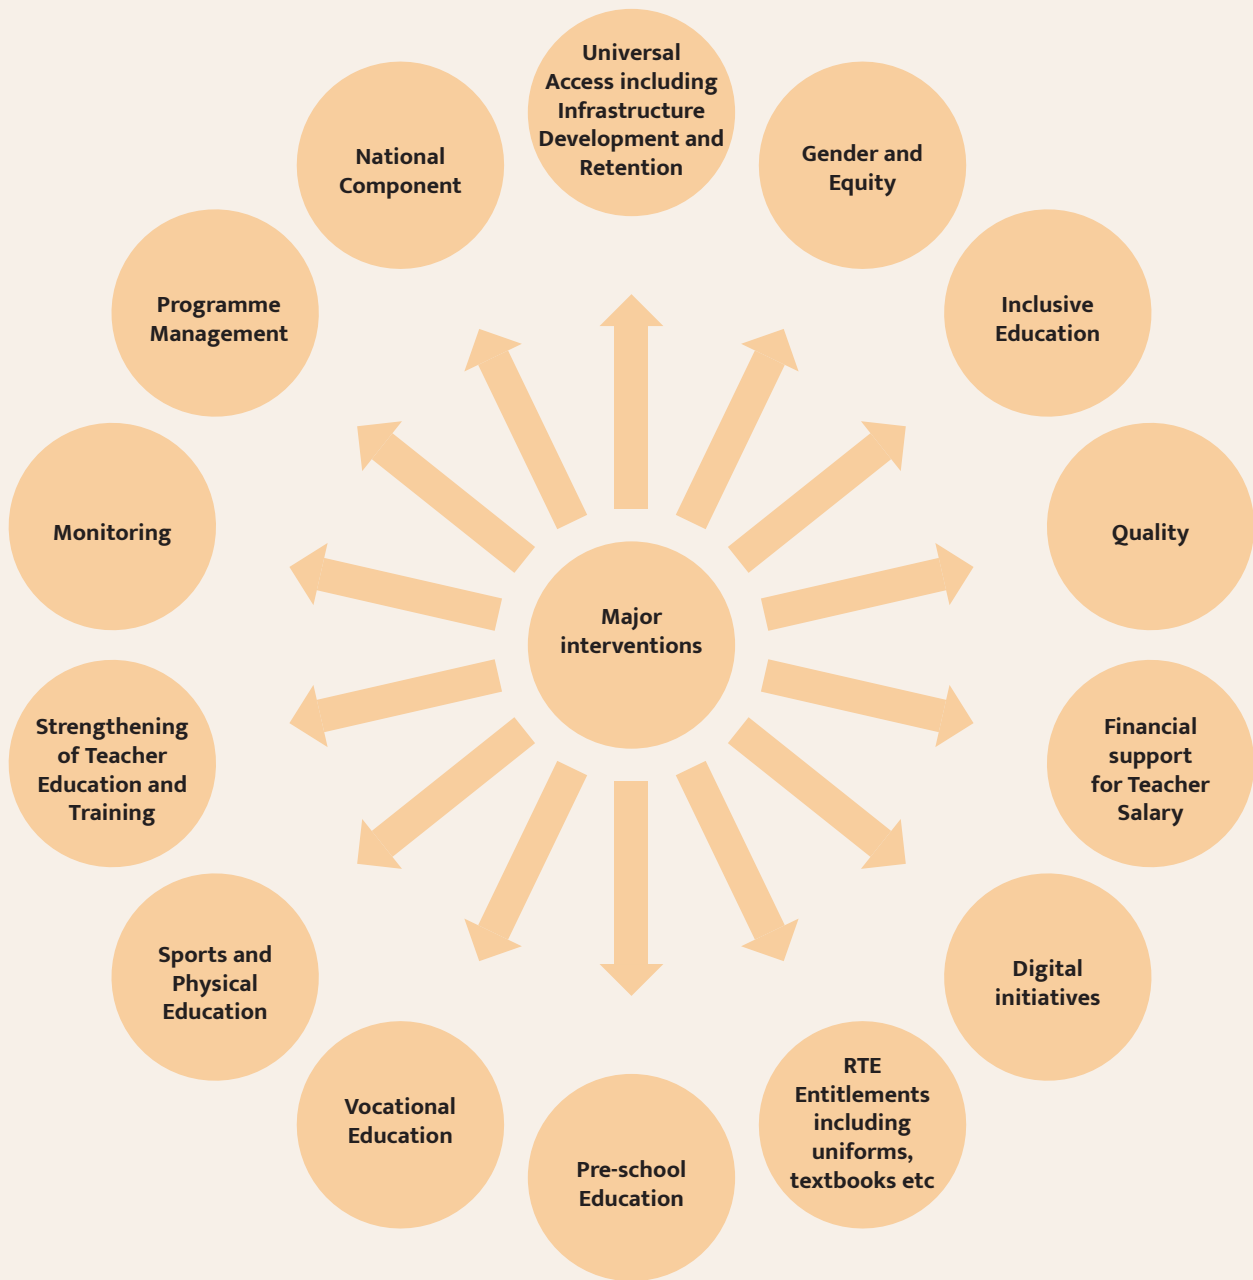 Universal
Access including
Infrastructure
Development and
Retention
Gender and
Equity
Inclusive
Education
Quality
Financial
support
for Teacher
Salary
Digital
initiatives
RTE
Entitlements
including
uniforms,
textbooks etc
Pre-school
Education
Vocational
Education
Sports and
Physical
Education
Strengthening
of Teacher
Education and
Training
Monitoring
Programme
Management
National
Component
Major
interventions